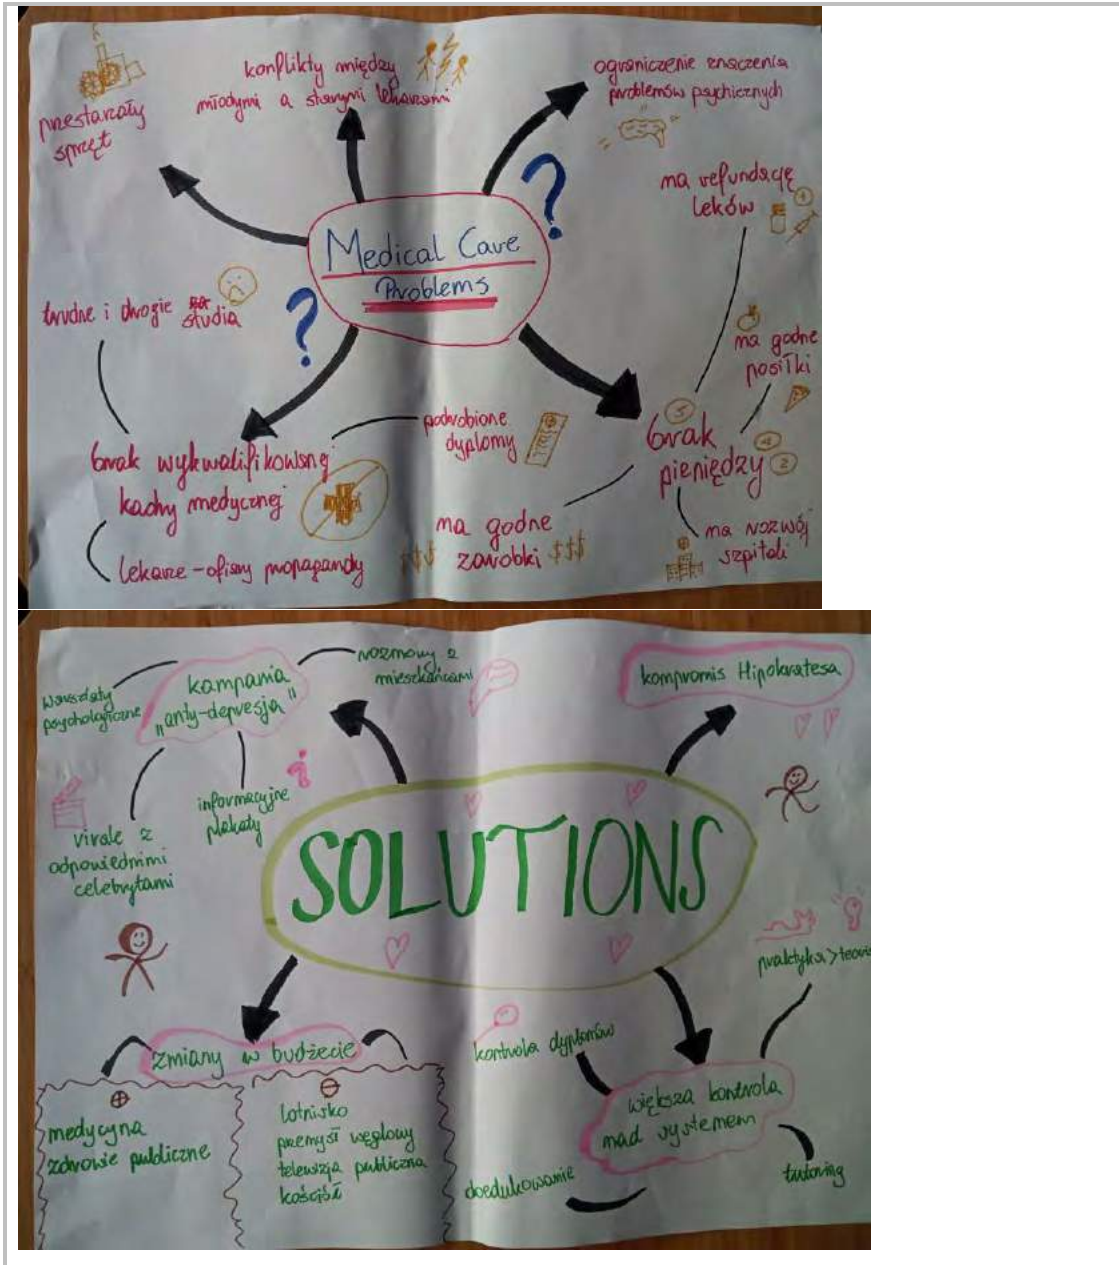 przestarzały
sprzęt
konflikty między
młodymi a starymi lekarzami
ograniczenie znaczenia
problemów psychicznych
Medical Care
Problems
?
?
na refundację
leków
trudne i drogie studia
na godne
posiłki
podrobione
dyplomy
brak
pieniędzy
brak wykwalifikowanej
kadry medycznej
na godne
zarobki
$$$
$$$
na rozwój
szpitali
lekarze - ofiary propagandy
warsztaty
psychologiczne
kampania
"anty-depresja"
rozmowy z
mieszkańcami
kompromis Hipokratesa
informacyjne
plakaty
virale z
odpowiednimi
celebrytami
SOLUTIONS
praktyka > teoria
zmiany w budżecie
medycyna
zdrowie publiczne
lotnisko
przemysł węglowy
telewizja publiczna
kościół
kontrola dyplomów
większa kontrola
nad systemem
doedukowanie
tutoring